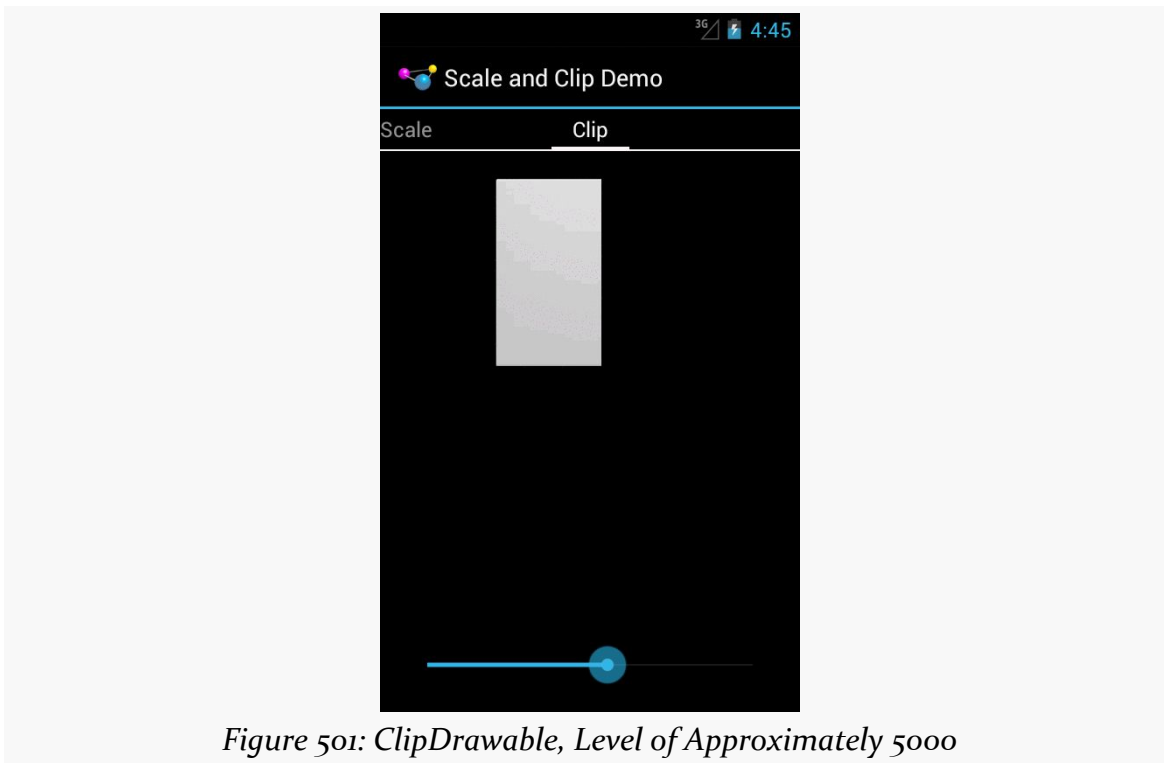 3G 4:45
Scale and Clip Demo
Scale Clip
Figure 501: ClipDrawable, Level of Approximately 5000